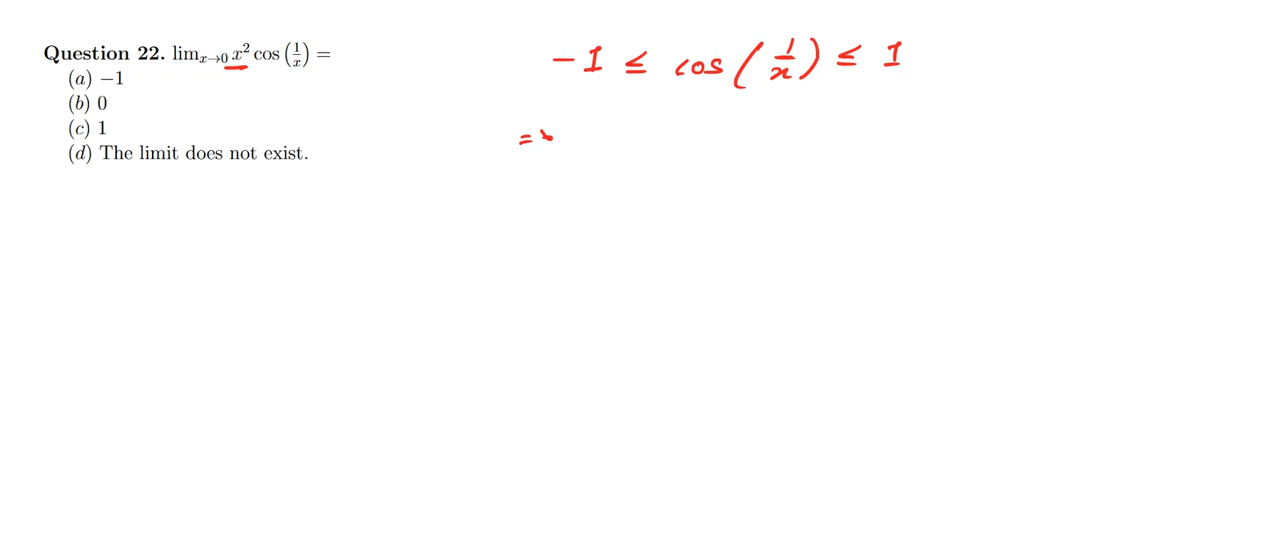 Question 22. lim_{x→0} x² cos(1/x) =
(a) −1
(b) 0
(c) 1
(d) The limit does not exist.
-1 ≤ cos(1/x) ≤ 1
=